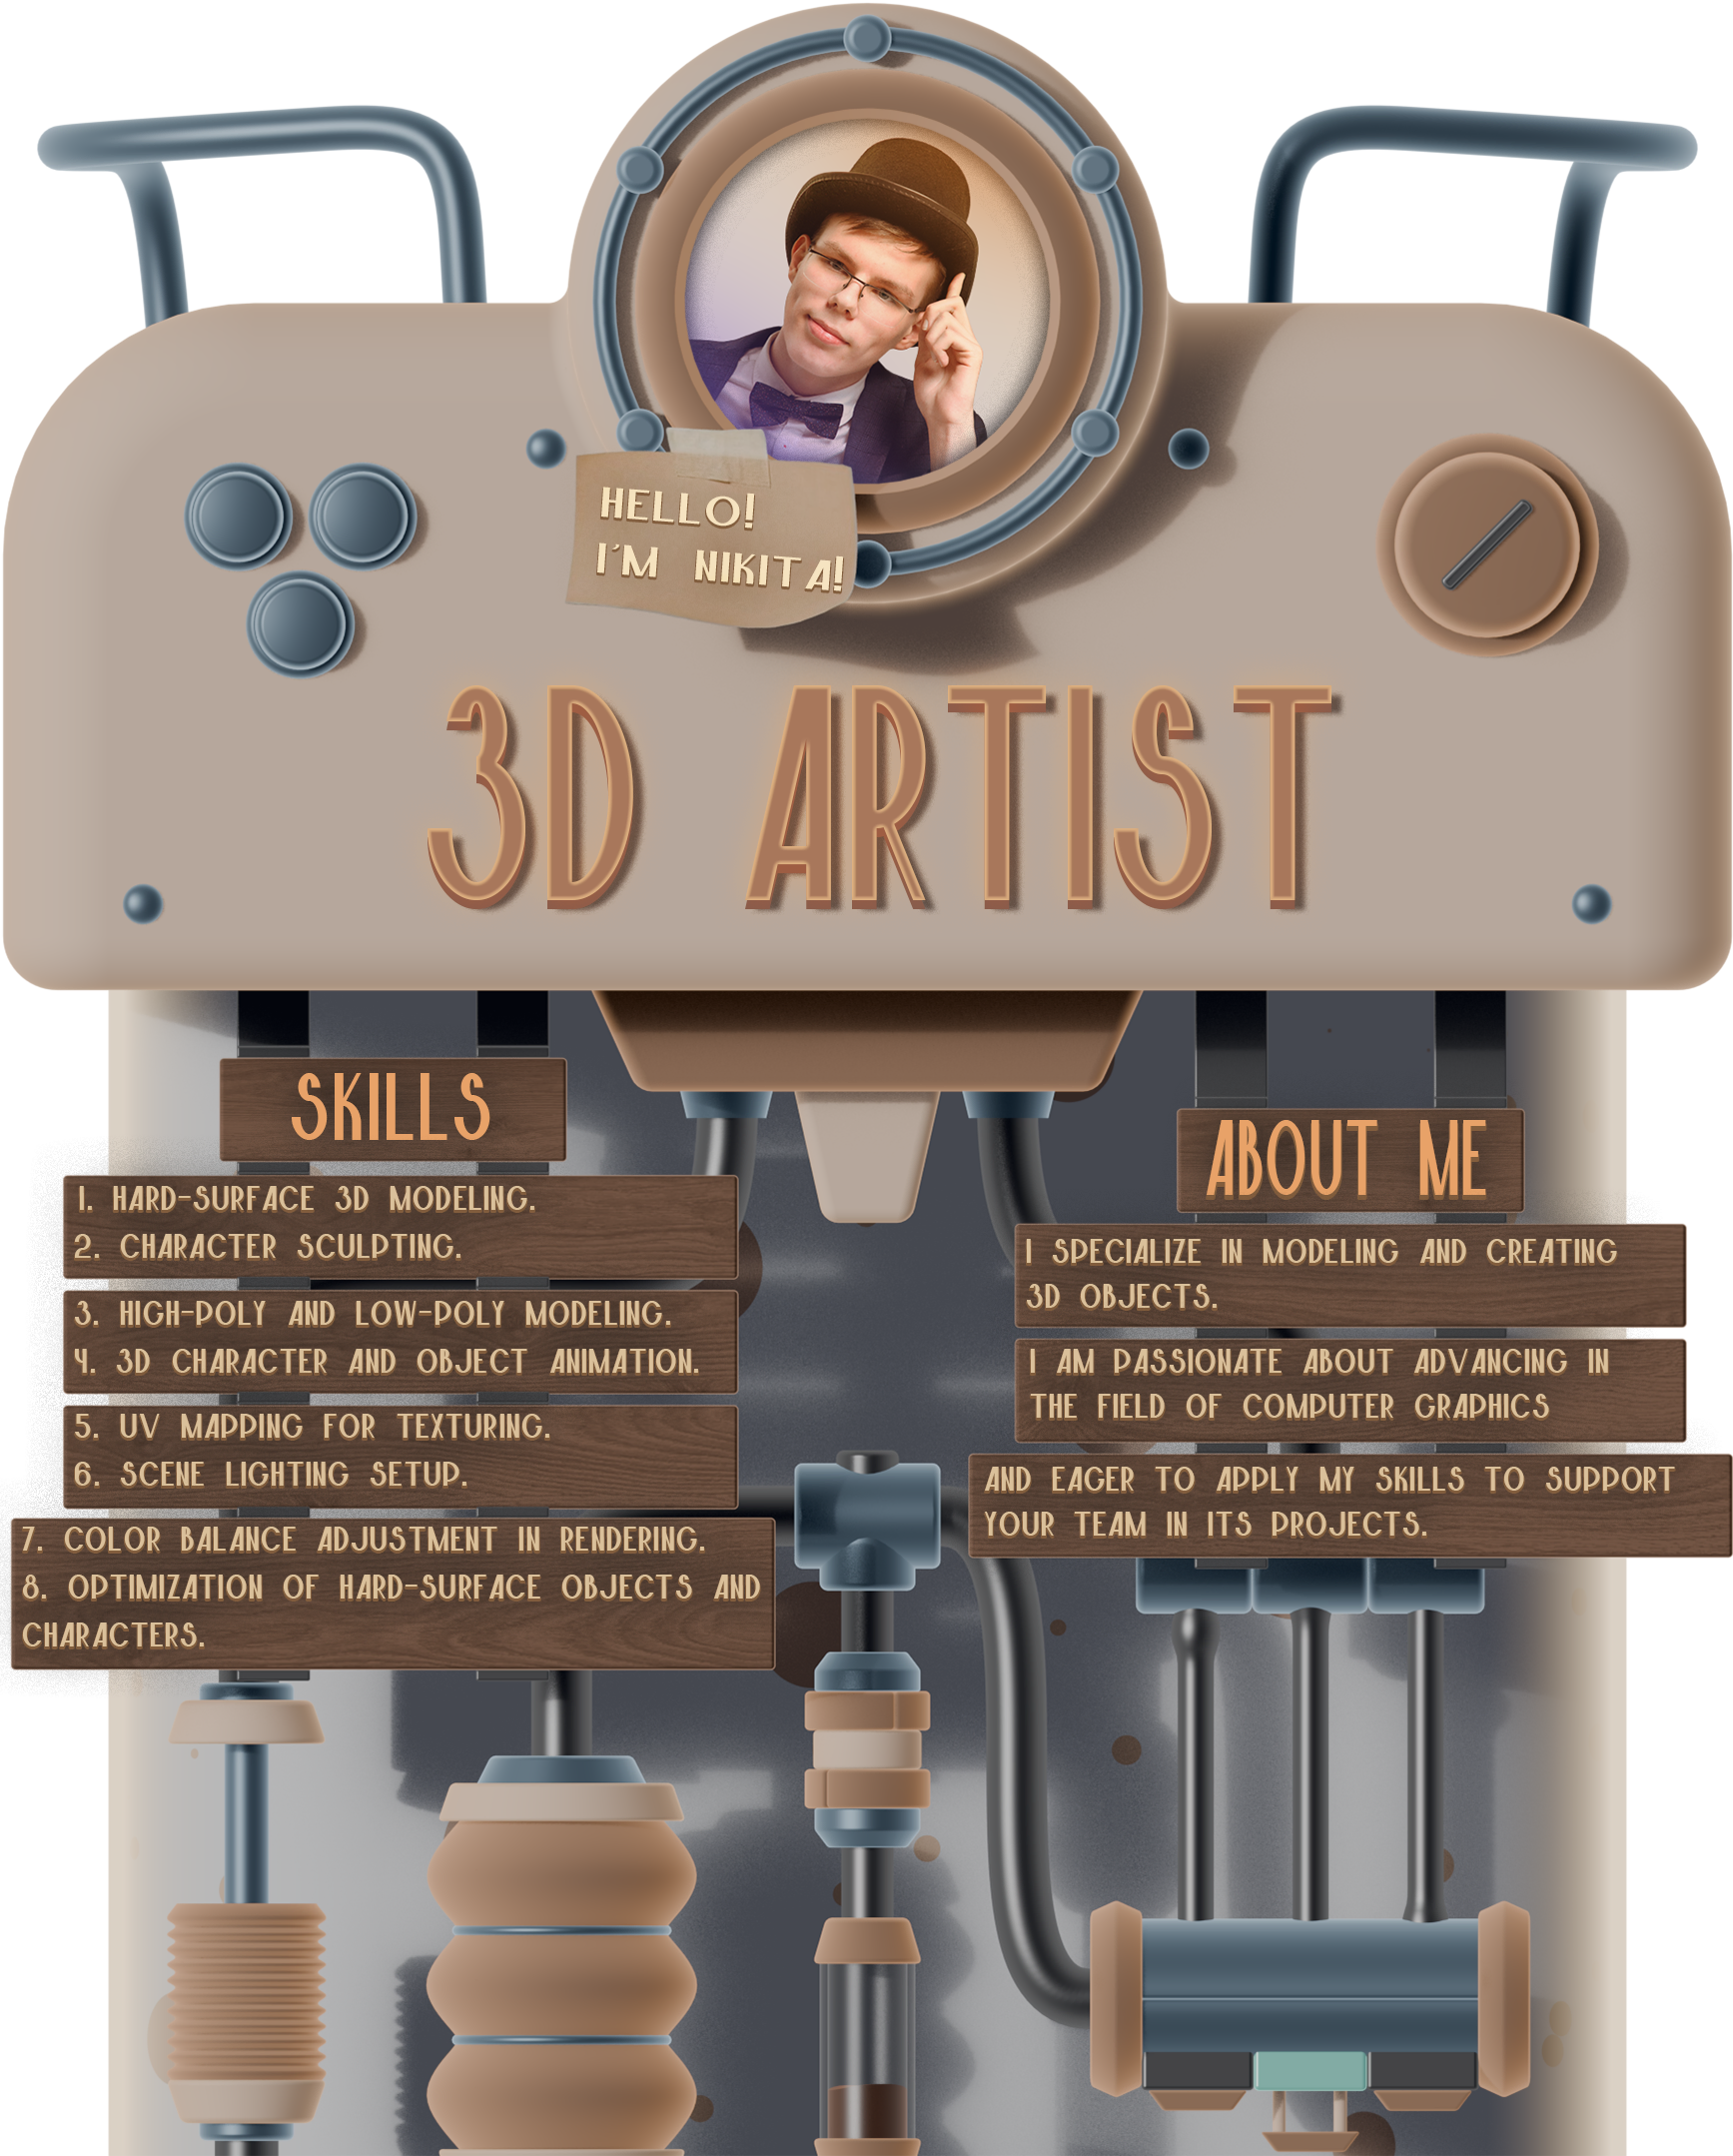 HELLO!
I'M NIKITA!
3D ARTIST
SKILLS
1. HARD-SURFACE 3D MODELING.
2. CHARACTER SCULPTING.
3. HIGH-POLY AND LOW-POLY MODELING.
4. 3D CHARACTER AND OBJECT ANIMATION.
5. UV MAPPING FOR TEXTURING.
6. SCENE LIGHTING SETUP.
7. COLOR BALANCE ADJUSTMENT IN RENDERING.
8. OPTIMIZATION OF HARD-SURFACE OBJECTS AND
CHARACTERS.
ABOUT ME
I SPECIALIZE IN MODELING AND CREATING
3D OBJECTS.
I AM PASSIONATE ABOUT ADVANCING IN
THE FIELD OF COMPUTER GRAPHICS
AND EAGER TO APPLY MY SKILLS TO SUPPORT
YOUR TEAM IN ITS PROJECTS.